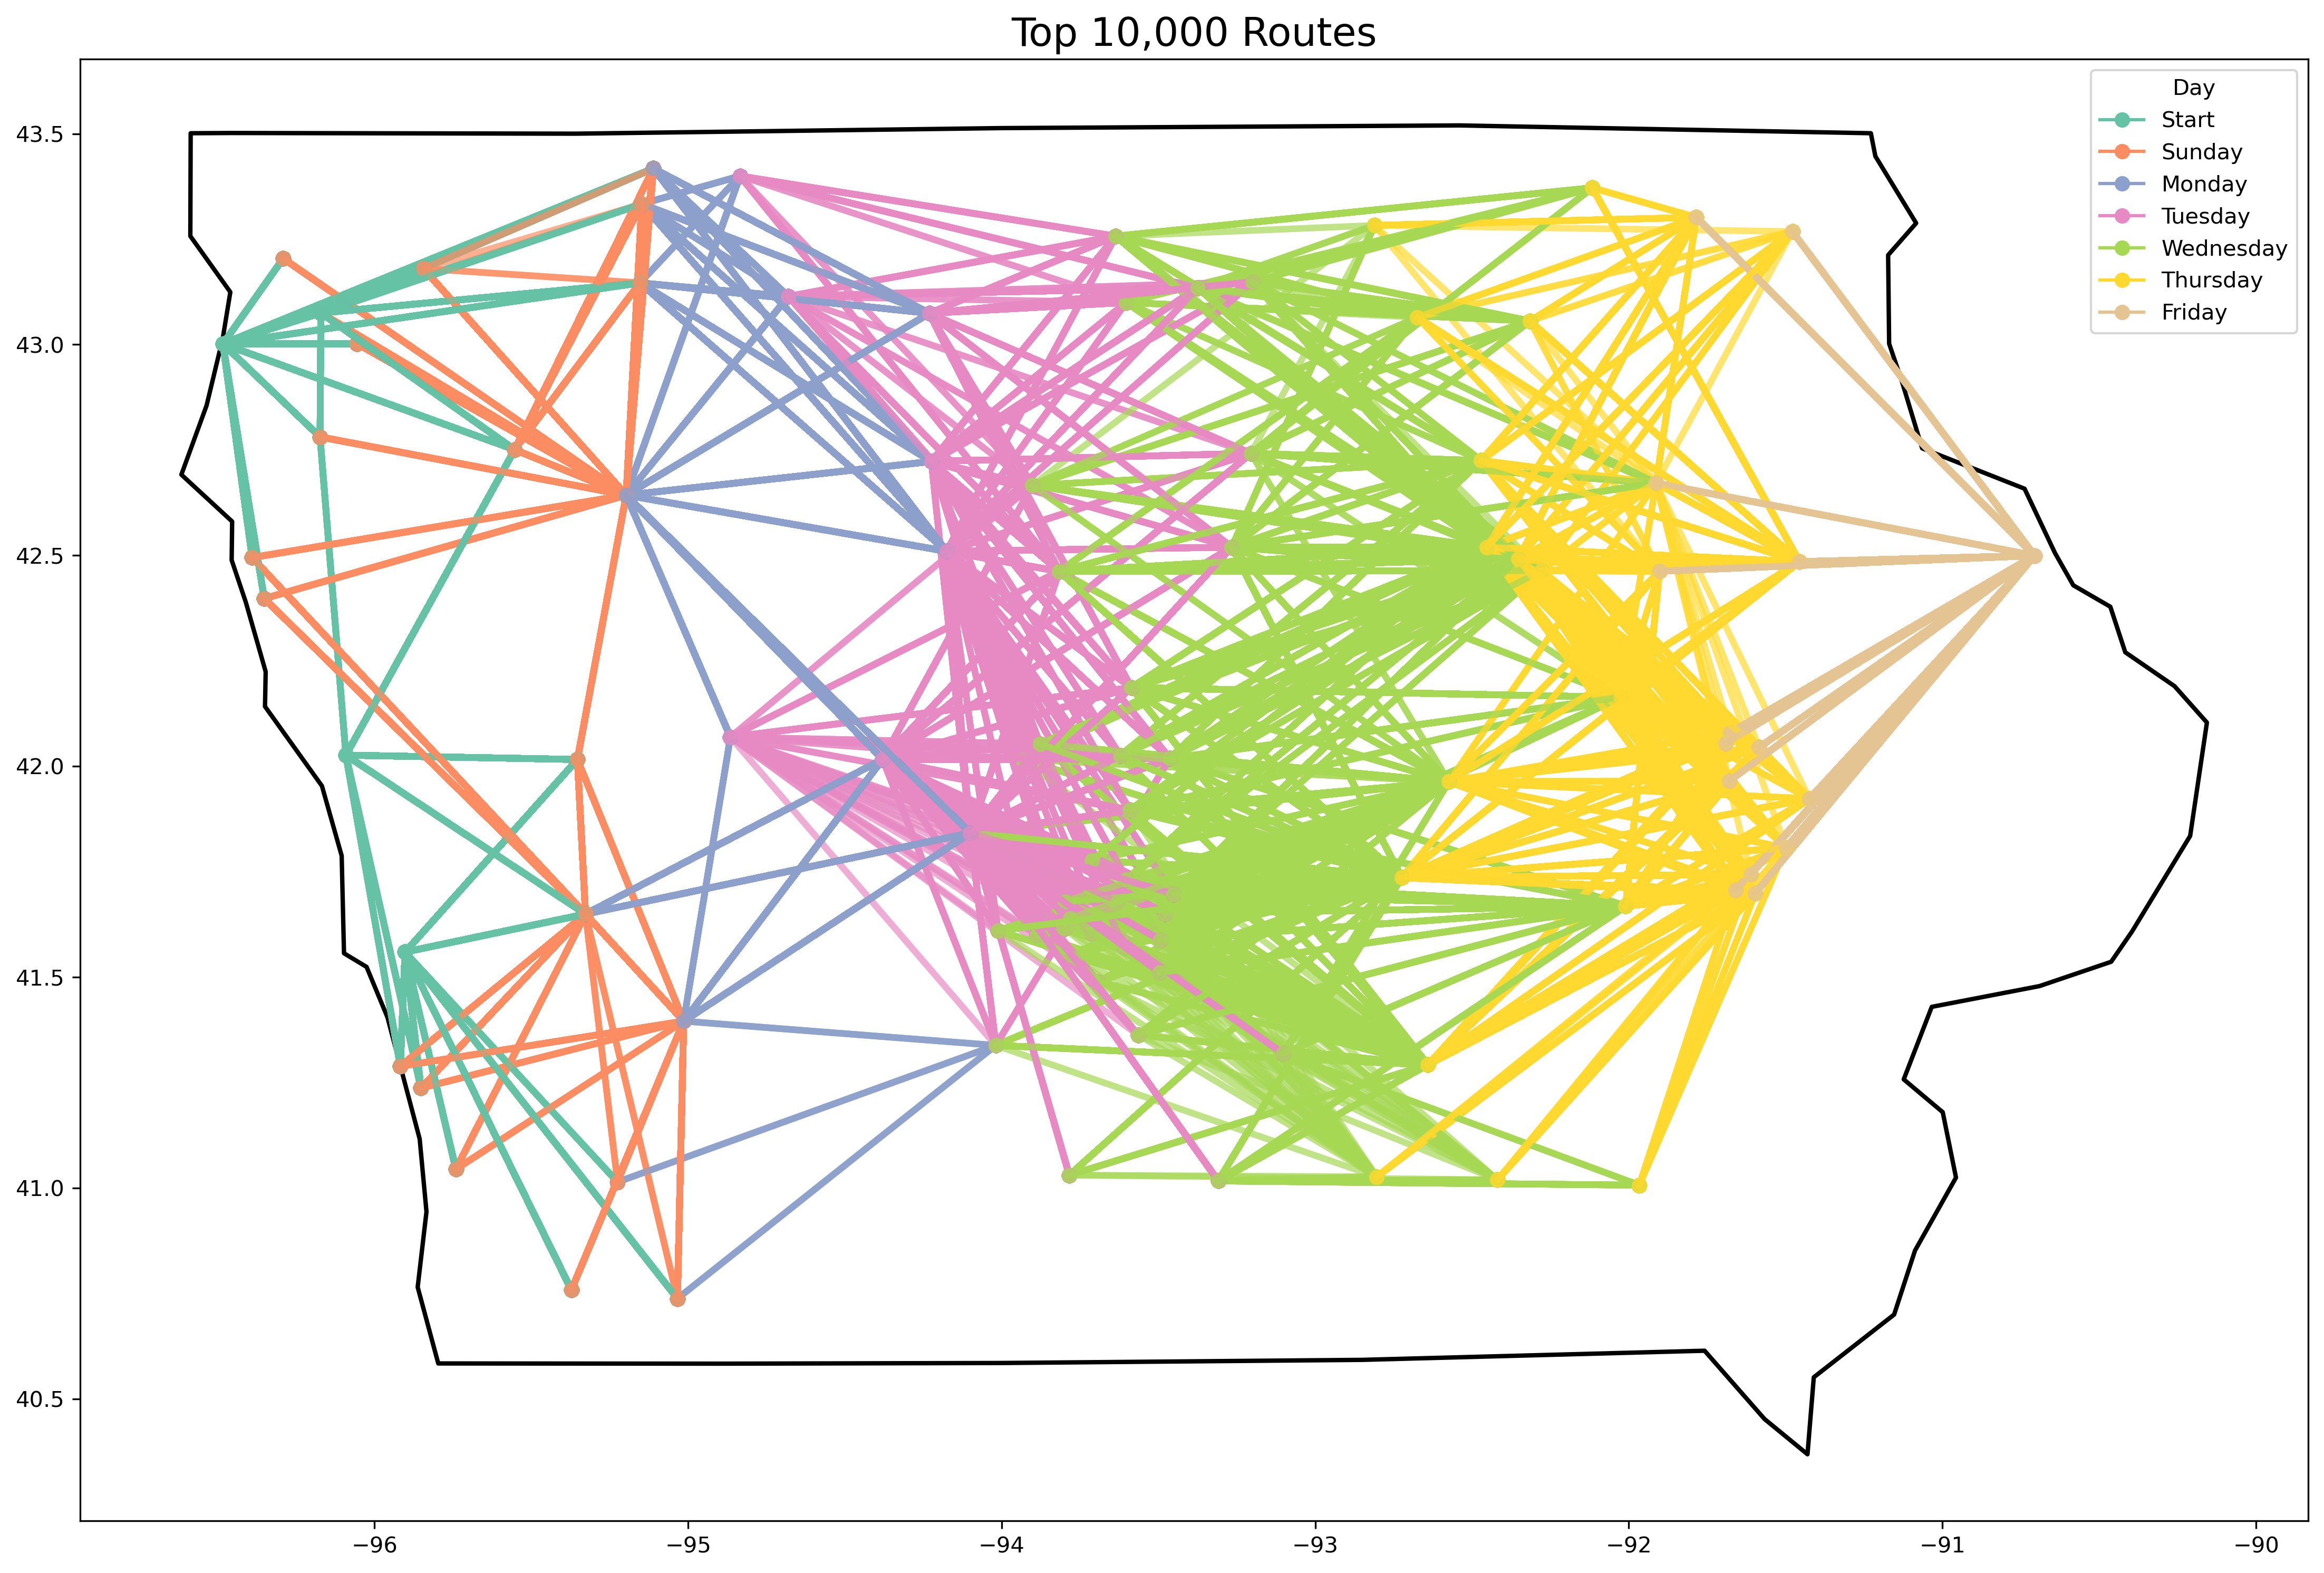 Top 10,000 Routes
Day
Start
Sunday
Monday
Tuesday
Wednesday
Thursday
Friday
43.5
43.0
42.5
42.0
41.5
41.0
40.5
−96
−95
−94
−93
−92
−91
−90